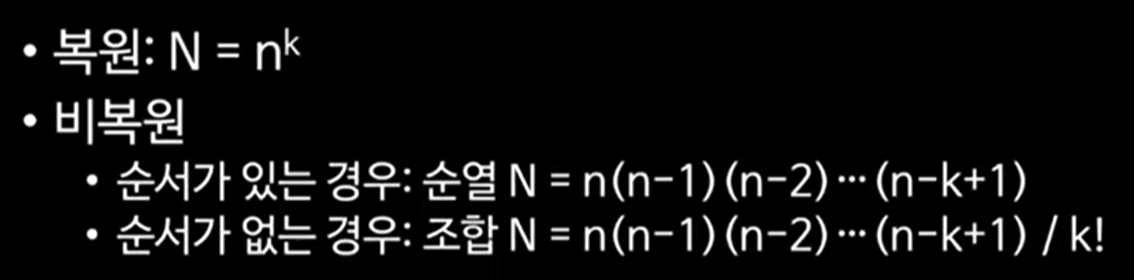 • 복원: N = nᵏ
• 비복원
• 순서가 있는 경우: 순열 N = n(n-1)(n-2)⋯(n-k+1)
• 순서가 없는 경우: 조합 N = n(n-1)(n-2)⋯(n-k+1) / k!